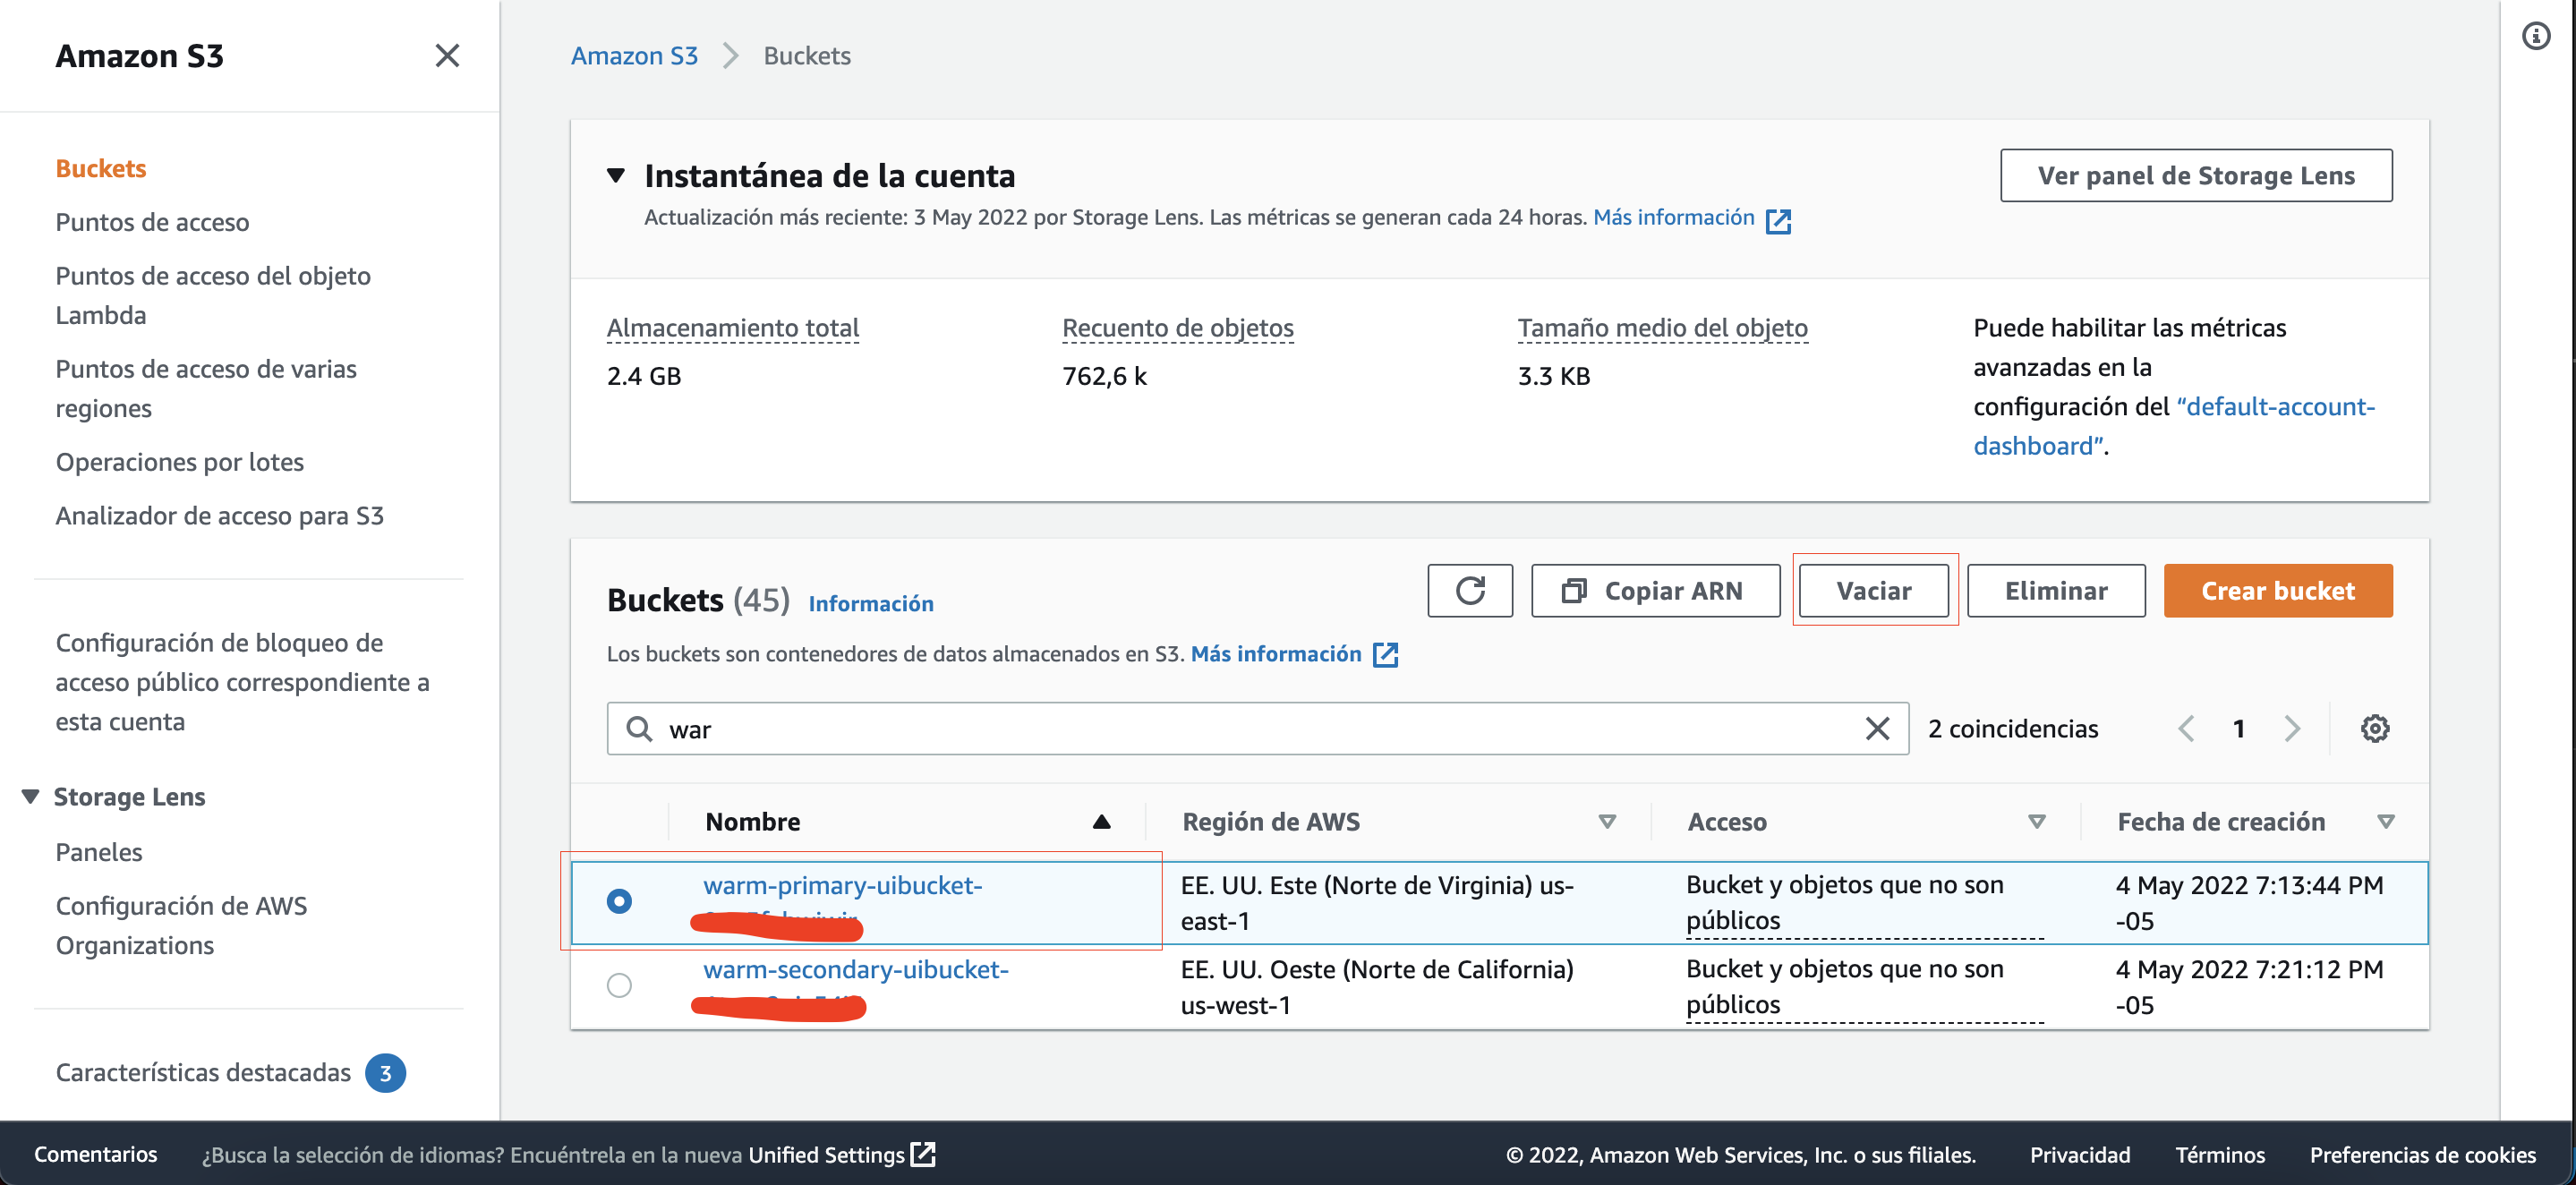 Amazon S3
Buckets
Puntos de acceso
Puntos de acceso del objeto
Lambda
Puntos de acceso de varias
regiones
Operaciones por lotes
Analizador de acceso para S3
Configuración de bloqueo de
acceso público correspondiente a
esta cuenta
Storage Lens
Paneles
Configuración de AWS
Organizations
Características destacadas 3
Amazon S3 Buckets
Instantánea de la cuenta
Ver panel de Storage Lens
Actualización más reciente: 3 May 2022 por Storage Lens. Las métricas se generan cada 24 horas. Más información
Almacenamiento total
2.4 GB
Recuento de objetos
762,6 k
Tamaño medio del objeto
3.3 KB
Puede habilitar las métricas
avanzadas en la
configuración del “default-account-
dashboard”.
Buckets (45) Información
Copiar ARN Vaciar Eliminar Crear bucket
Los buckets son contenedores de datos almacenados en S3. Más información
war
2 coincidencias
1
Nombre Región de AWS Acceso Fecha de creación
warm-primary-uibucket-
EE. UU. Este (Norte de Virginia) us-
east-1
Bucket y objetos que no son
públicos
4 May 2022 7:13:44 PM
-05
warm-secondary-uibucket-
EE. UU. Oeste (Norte de California)
us-west-1
Bucket y objetos que no son
públicos
4 May 2022 7:21:12 PM
-05
Comentarios ¿Busca la selección de idiomas? Encuéntrela en la nueva Unified Settings © 2022, Amazon Web Services, Inc. o sus filiales. Privacidad Términos Preferencias de cookies